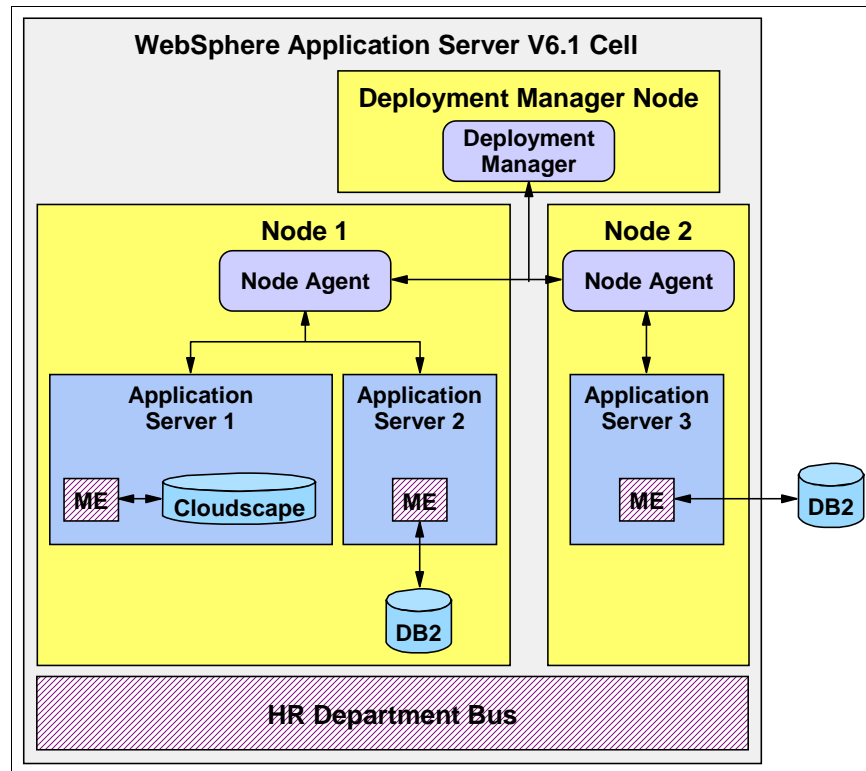 WebSphere Application Server V6.1 Cell
Deployment Manager Node
Deployment
Manager
Node 1
Node 2
Node Agent
Node Agent
Application
Server 1
Application
Server 2
Application
Server 3
ME
Cloudscape
ME
ME
DB2
DB2
HR Department Bus